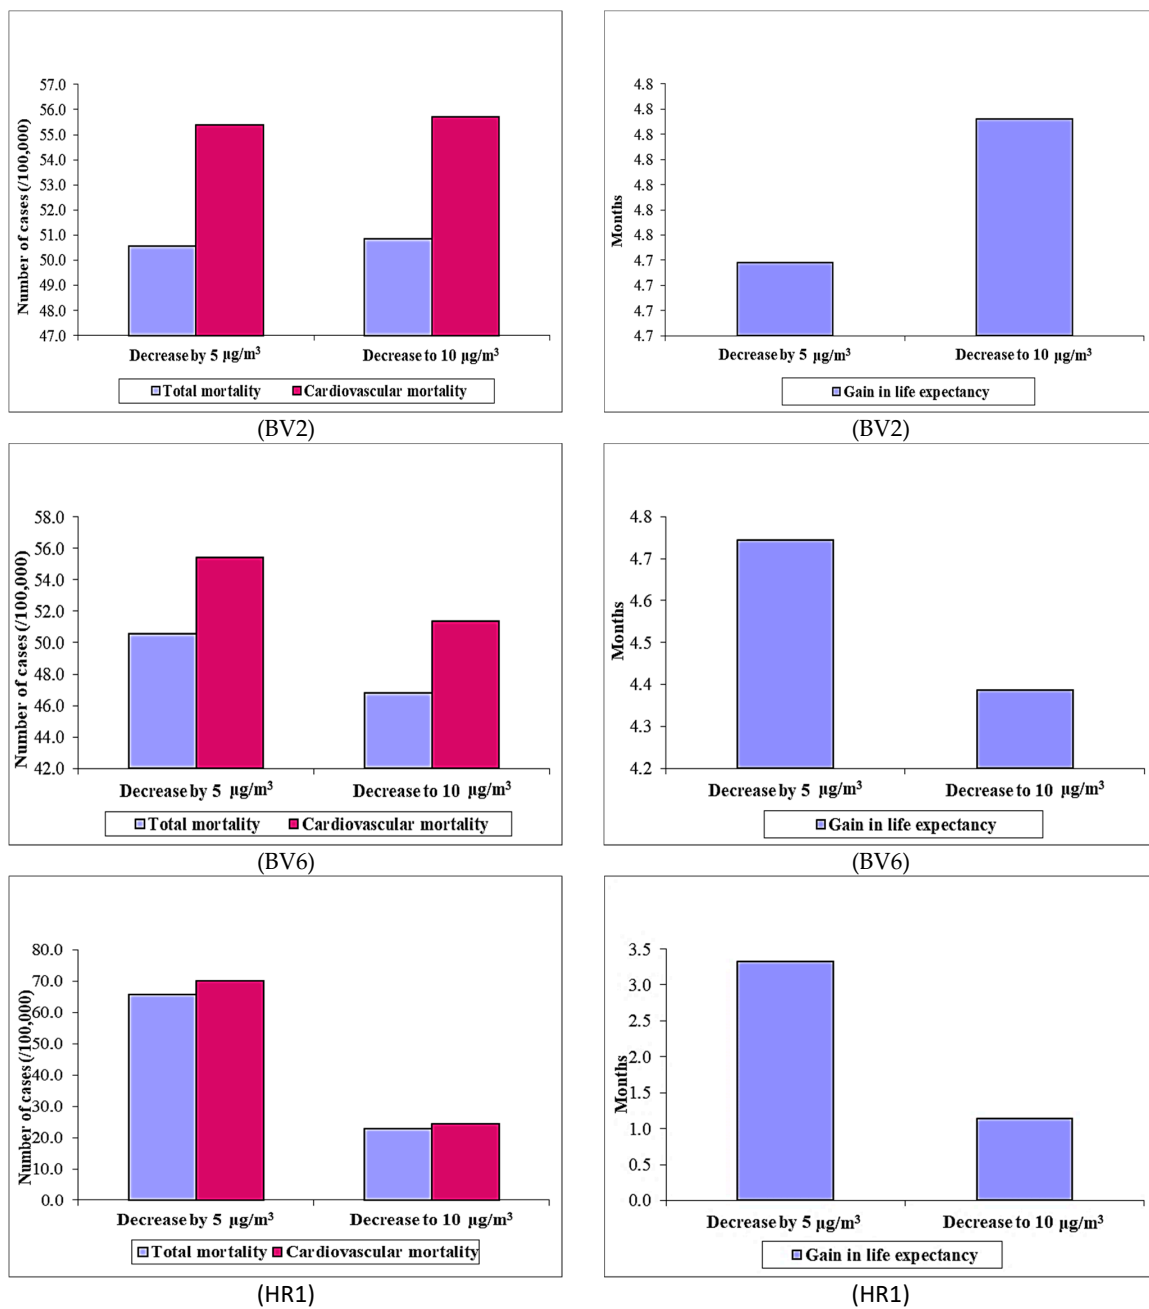 Number of cases (/100,000)
57.0
56.0
55.0
54.0
53.0
52.0
51.0
50.0
49.0
48.0
47.0
Decrease by 5 µg/m³
Decrease to 10 µg/m³
Total mortality
Cardiovascular mortality
(BV2)
Months
4.8
4.8
4.8
4.8
4.8
4.8
4.8
4.7
4.7
4.7
4.7
Decrease by 5 µg/m³
Decrease to 10 µg/m³
Gain in life expectancy
(BV2)
Number of cases (/100,000)
58.0
56.0
54.0
52.0
50.0
48.0
46.0
44.0
42.0
Decrease by 5 µg/m³
Decrease to 10 µg/m³
Total mortality
Cardiovascular mortality
(BV6)
Months
4.8
4.7
4.6
4.5
4.4
4.3
4.2
Decrease by 5 µg/m³
Decrease to 10 µg/m³
Gain in life expectancy
(BV6)
Number of cases (/100,000)
80.0
70.0
60.0
50.0
40.0
30.0
20.0
10.0
0.0
Decrease by 5 µg/m³
Decrease to 10 µg/m³
Total mortality
Cardiovascular mortality
(HR1)
Months
3.5
3.0
2.5
2.0
1.5
1.0
0.5
0.0
Decrease by 5 µg/m³
Decrease to 10 µg/m³
Gain in life expectancy
(HR1)